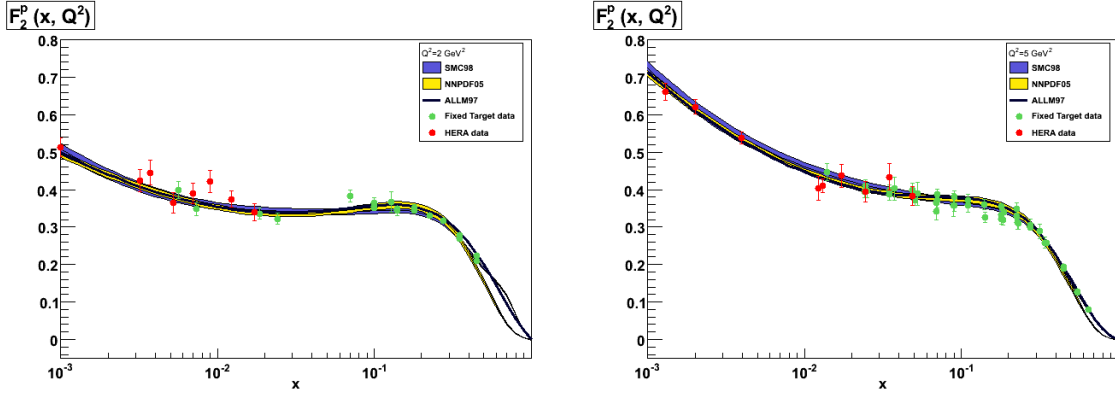 F₂ᵖ (x, Q²)
0.8
Q²=2 GeV²
SMC98
NNPDF05
ALLM97
Fixed Target data
HERA data
0.7
0.6
0.5
0.4
0.3
0.2
0.1
0
10⁻³
10⁻²
10⁻¹
x
F₂ᵖ (x, Q²)
0.8
Q²=5 GeV²
SMC98
NNPDF05
ALLM97
Fixed Target data
HERA data
0.7
0.6
0.5
0.4
0.3
0.2
0.1
0
10⁻³
10⁻²
10⁻¹
x